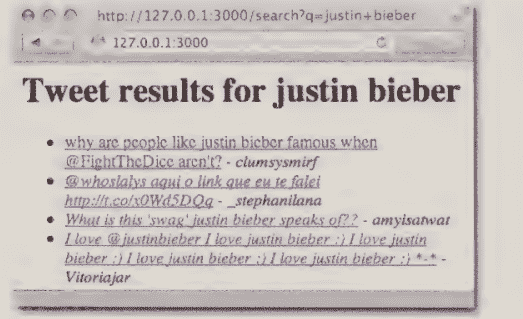 http://127.0.0.1:3000/search?q=justin+bieber
127.0.0.1:3000
Tweet results for justin bieber
• why are people like justin bieber famous when
@FightTheDice aren't? - clumsysmirf
• @whoslalys aqui o link que eu te falei
http://t.co/x0Wd5DQq - _stephanilana
• What is this 'swag' justin bieber speaks of?? - amyisatwat
• I love @justinbieber I love justin bieber :) I love justin
bieber :) I love justin bieber :) I love justin bieber :) *-* -
Vitoriajar